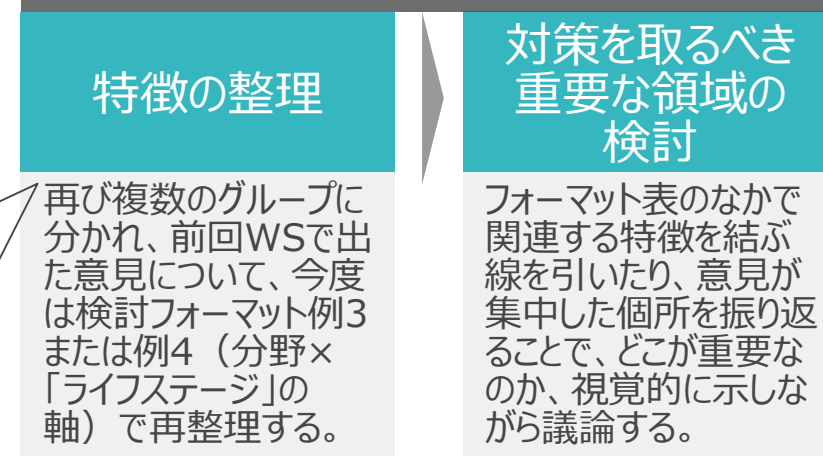 特徴の整理
再び複数のグループに
分かれ、前回WSで出
た意見について、今度
は検討フォーマット例3
または例4（分野×
「ライフステージ」の
軸）で再整理する。
対策を取るべき
重要な領域の
検討
フォーマット表のなかで
関連する特徴を結ぶ
線を引いたり、意見が
集中した個所を振り返
ることで、どこが重要な
のか、視覚的に示しな
がら議論する。